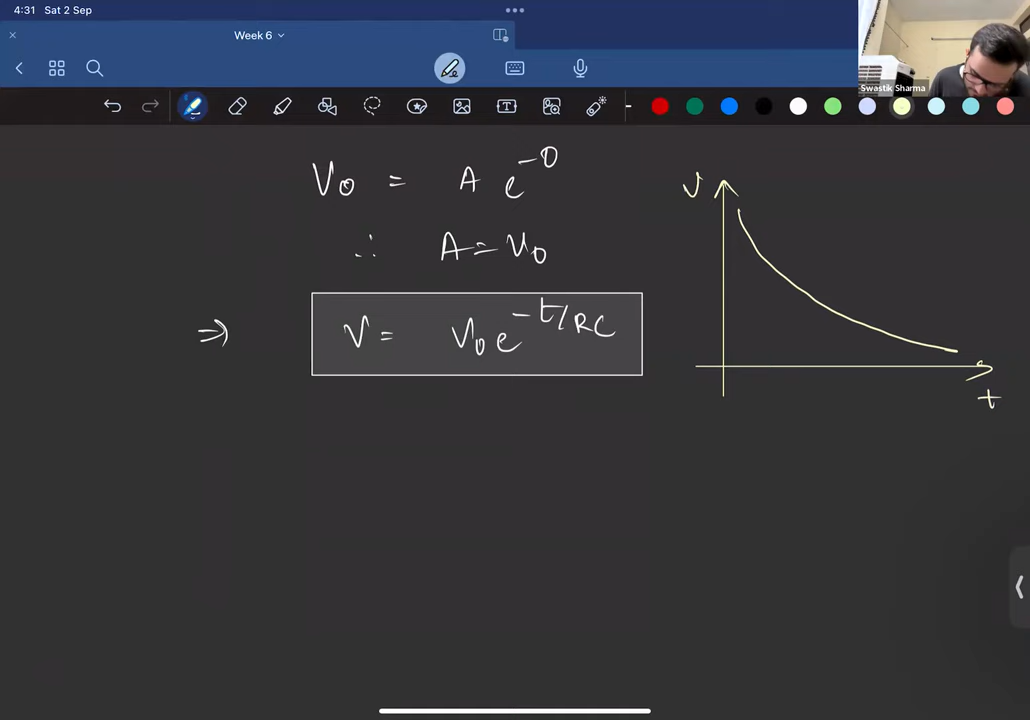 4:31 Sat 2 Sep
Week 6
Swastik Sharma
V₀ = A e⁻⁰
∴ A = V₀
⇒ V = V₀ e^{-t/RC}
V
t